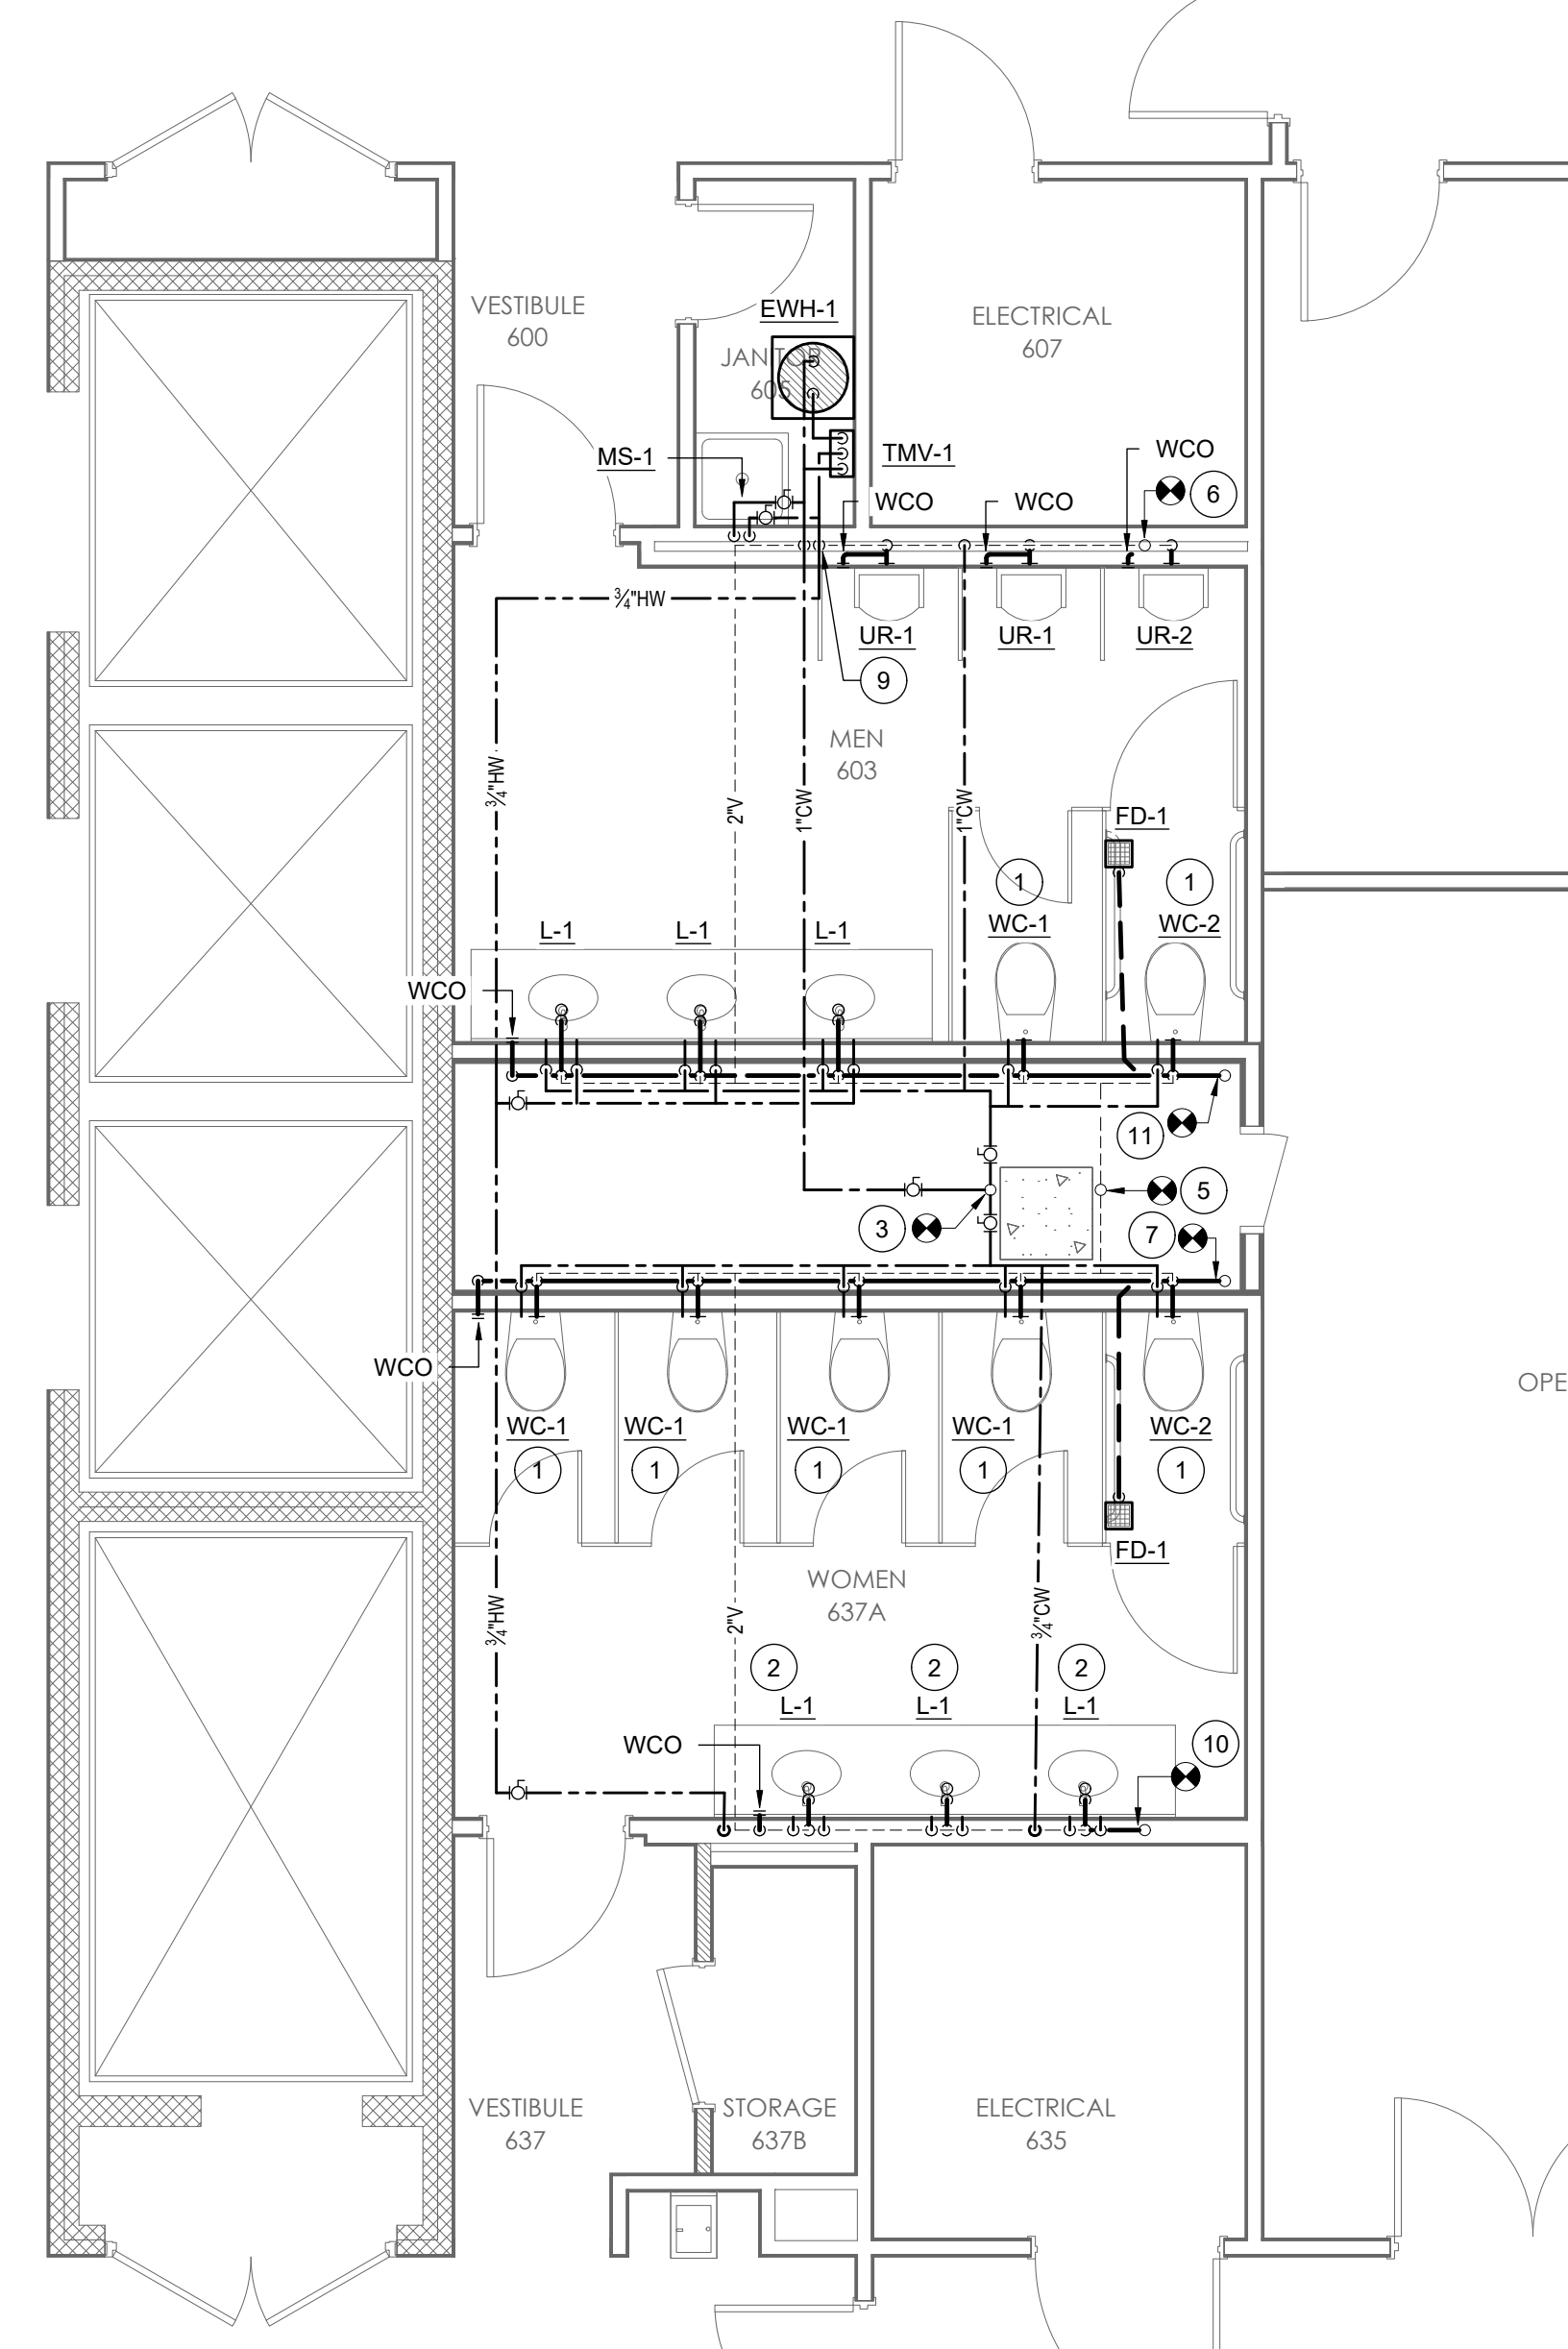 VESTIBULE
600
EWH-1
JANITOR
605
ELECTRICAL
607
MS-1
TMV-1
WCO
WCO
WCO
6
¾"HW
UR-1
UR-1
UR-2
9
MEN
603
¾"HW
2"V
1"CW
1"CW
FD-1
1
1
WC-1
WC-2
L-1
L-1
L-1
WCO
11
5
3
7
WCO
OPE
WC-1
WC-1
WC-1
WC-1
WC-2
1
1
1
1
1
FD-1
WOMEN
637A
¾"HW
2"V
¾"CW
2
2
2
L-1
L-1
L-1
WCO
10
VESTIBULE
637
STORAGE
637B
ELECTRICAL
635